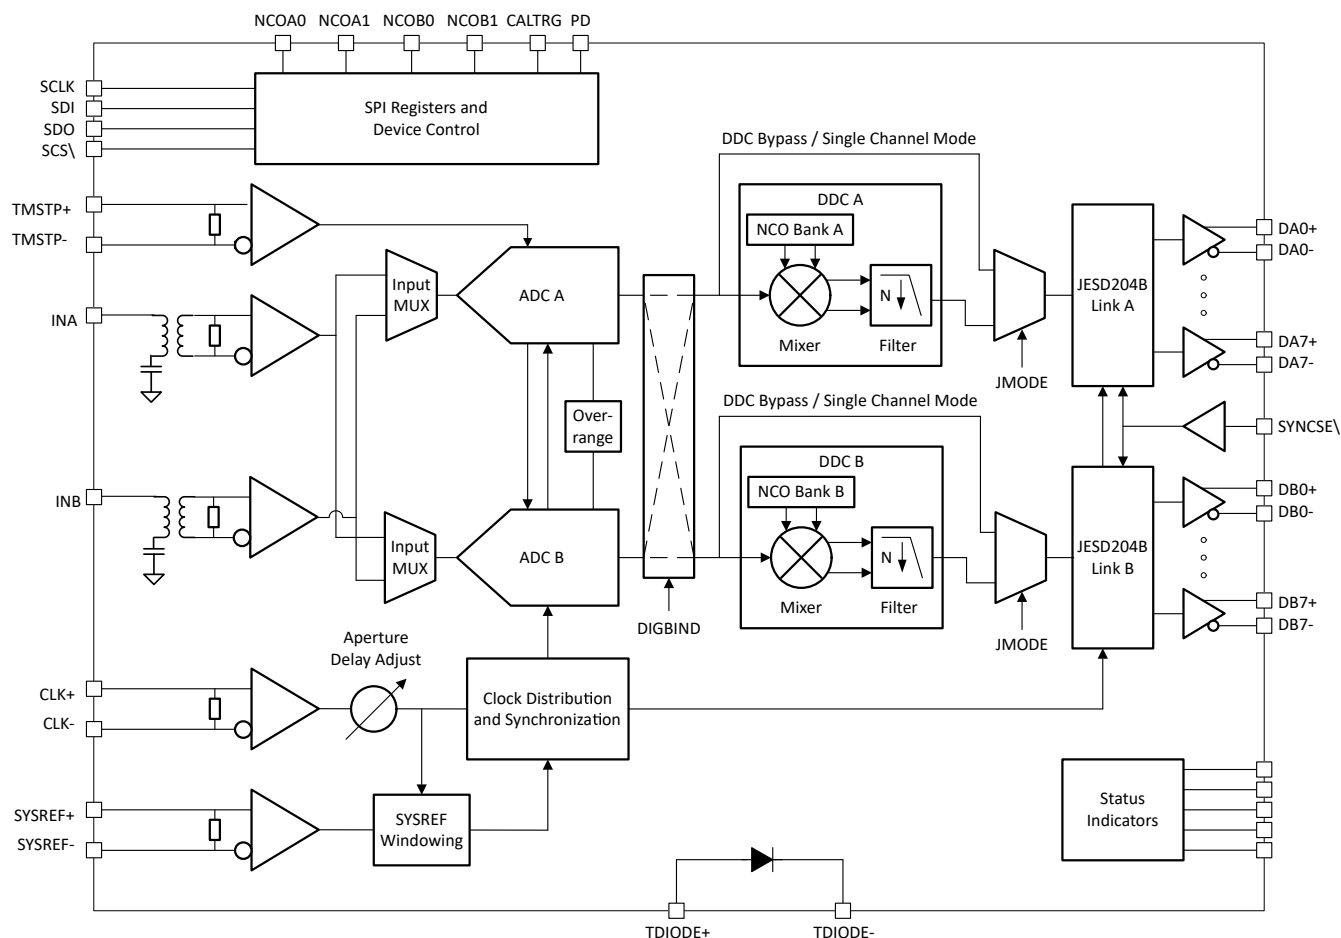 NCOA0 NCOA1 NCOB0 NCOB1 CALTRG PD
SCLK
SDI
SDO
SCS\
SPI Registers and
Device Control
TMSTP+
TMSTP-
INA
INB
Input
MUX
Input
MUX
ADC A
ADC B
Over-
range
DIGBIND
DDC Bypass / Single Channel Mode
DDC A
NCO Bank A
N
Mixer
Filter
JMODE
DDC Bypass / Single Channel Mode
DDC B
NCO Bank B
N
Mixer
Filter
JMODE
JESD204B
Link A
JESD204B
Link B
DA0+
DA0-
DA7+
DA7-
SYNCSE\
DB0+
DB0-
DB7+
DB7-
Aperture
Delay Adjust
CLK+
CLK-
Clock Distribution
and Synchronization
SYSREF+
SYSREF-
SYSREF
Windowing
Status
Indicators
TDIODE+
TDIODE-